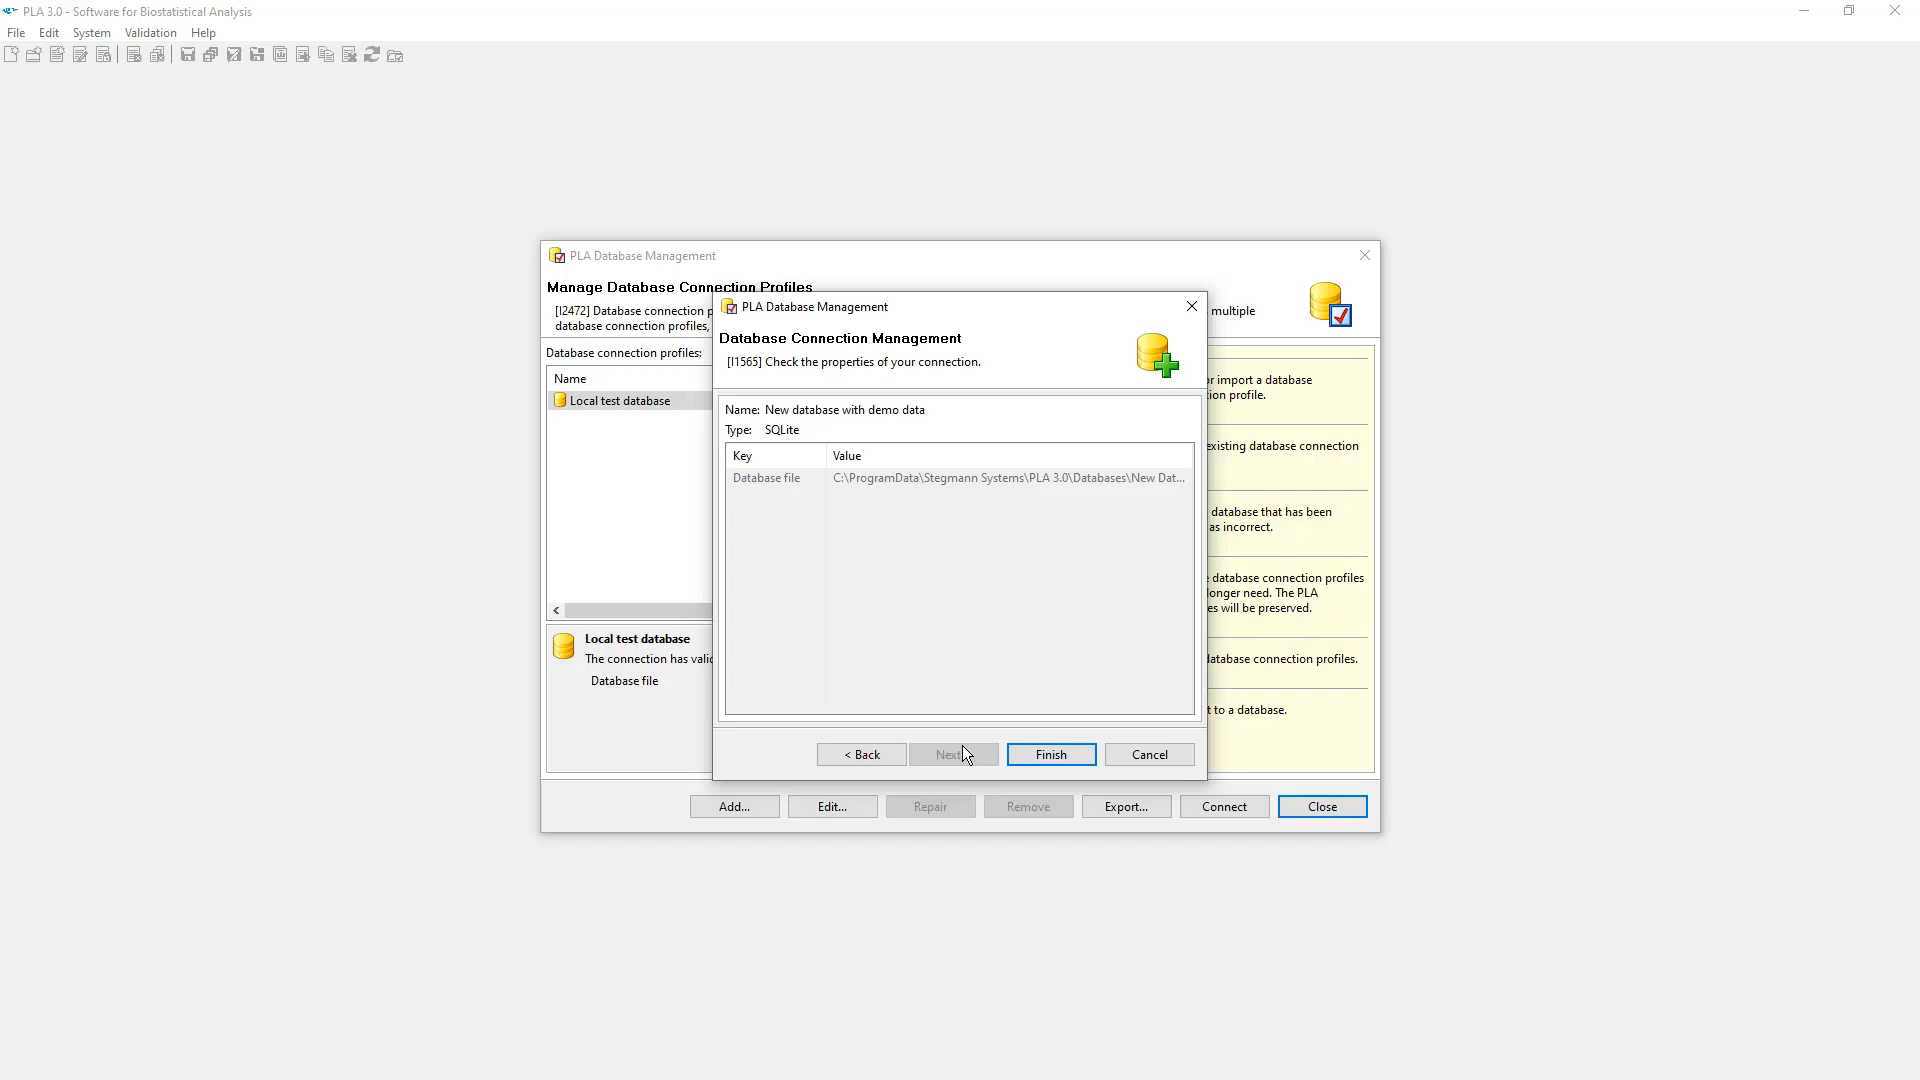 PLA 3.0 - Software for Biostatistical Analysis
File Edit System Validation Help
PLA Database Management
Manage Database Connection Profiles
[I2472] Database connection p
multiple
database connection profiles,
Database connection profiles:
Name
Local test database
Local test database
The connection has valid
Database file
PLA Database Management
Database Connection Management
[I1565] Check the properties of your connection.
Name: New database with demo data
Type: SQLite
Key Value
Database file C:\ProgramData\Stegmann Systems\PLA 3.0\Databases\New Dat...
< Back Next Finish Cancel
or import a database
ion profile.
existing database connection
database that has been
as incorrect.
database connection profiles
longer need. The PLA
es will be preserved.
database connection profiles.
t to a database.
Add... Edit... Repair Remove Export... Connect Close